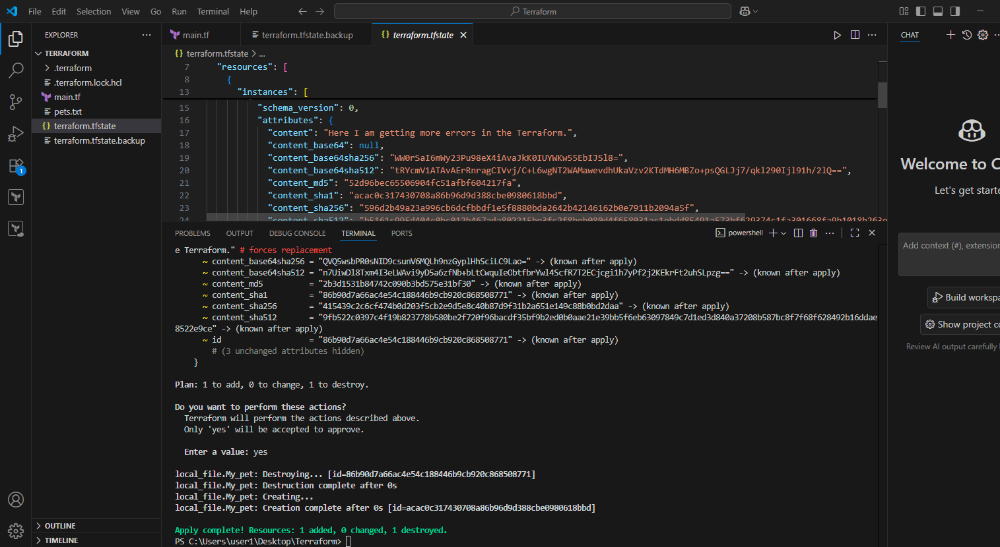 File Edit Selection View Go Run Terminal Help
Terraform
EXPLORER
TERRAFORM
.terraform
.terraform.lock.hcl
main.tf
pets.txt
terraform.tfstate
terraform.tfstate.backup
OUTLINE
TIMELINE
1
main.tf terraform.tfstate.backup terraform.tfstate
terraform.tfstate > ...
7 "resources": [
8 {
13 "instances": [
15 "schema_version": 0,
16 "attributes": {
17 "content": "Here I am getting more errors in the Terraform.",
18 "content_base64": null,
19 "content_base64sha256": "WW0rSaI6mWy23Pu98eX4iAvaJkK0IUYWKw55EbIJSl8=",
20 "content_base64sha512": "tRYcmV1ATAvAErRnragCIVvj/C+L6wgNT2WAMawevdhUkaVzv2KTdMH6MBZo+psQGLJj7/qkl290Ijl91h/2lQ==",
21 "content_md5": "52d96bec65506904fc51afbf604217fa",
22 "content_sha1": "acac0c317430708a86b96d9d388cbe0980618bbd",
23 "content_sha256": "596d2b49a23a996cb6dcfbbdf1e5f8880bda2642b42146162b0e7911b2094a5f",
24 "content_sha512":
PROBLEMS OUTPUT DEBUG CONSOLE TERMINAL PORTS
powershell
e Terraform." # forces replacement
~ content_base64sha256 = "QVQ5wsbPR0sNID9csunV6MQLh9nzGyplHhSciLC9Lao=" -> (known after apply)
~ content_base64sha512 = "n7UiwDl8Txm4I3eLWAvi9yD5a6zfNb+bLtCwquIeObtfbrYwl4ScfR7T2ECjcgi1h7yPf2j2KEkrFt2uhSLpzg==" -> (known after apply)
~ content_md5 = "2b3d1531b84742c090b3bd575e31bf30" -> (known after apply)
~ content_sha1 = "86b90d7a66ac4e54c188446b9cb920c868508771" -> (known after apply)
~ content_sha256 = "415439c2c6cf474b0d203f5cb2e9d5e8c40b87d9f31b2a651e149c88b0bd2daa" -> (known after apply)
~ content_sha512 = "9fb522c0397c4f19b823778b580be2f720f96bacdf35bf9b2ed0b0aae21e39bb5f6eb63097849c7d1ed3d840a37208b587bc8f7f68f628492b16ddae
8522e9ce" -> (known after apply)
~ id = "86b90d7a66ac4e54c188446b9cb920c868508771" -> (known after apply)
# (3 unchanged attributes hidden)
}
Plan: 1 to add, 0 to change, 1 to destroy.
Do you want to perform these actions?
Terraform will perform the actions described above.
Only 'yes' will be accepted to approve.
Enter a value: yes
local_file.My_pet: Destroying... [id=86b90d7a66ac4e54c188446b9cb920c868508771]
local_file.My_pet: Destruction complete after 0s
local_file.My_pet: Creating...
local_file.My_pet: Creation complete after 0s [id=acac0c317430708a86b96d9d388cbe0980618bbd]
Apply complete! Resources: 1 added, 0 changed, 1 destroyed.
PS C:\Users\user1\Desktop\Terraform>
CHAT
Welcome to C
Let's get starte
Add context (#), extension
Build workspa
Show project co
Review AI output carefully